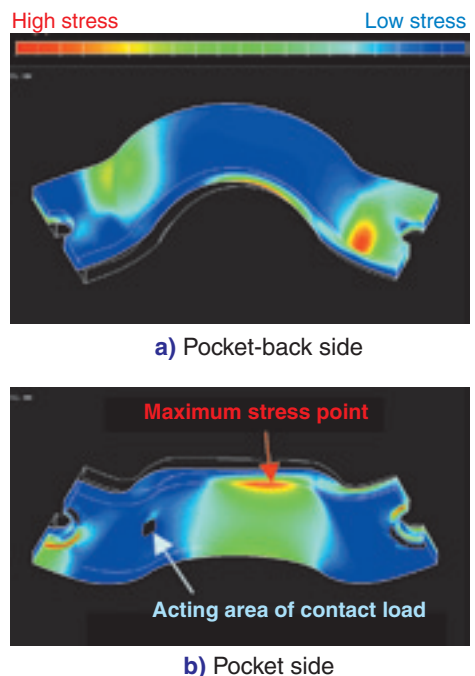 High stress
Low stress
a) Pocket-back side
Maximum stress point
Acting area of contact load
b) Pocket side